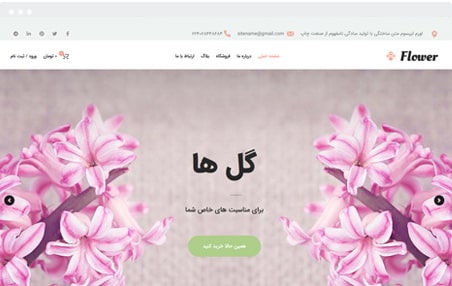 لورم ایپسوم متن ساختگی با تولید سادگی نامفهوم از صنعت چاپ
sitename@gmail.com
Flower
صفحه اصلی
درباره ما
فروشگاه
بلاگ
ارتباط با ما
۰ تومان
ورود / ثبت نام
گل ها
برای مناسبت های خاص شما
همین حالا خرید کنید